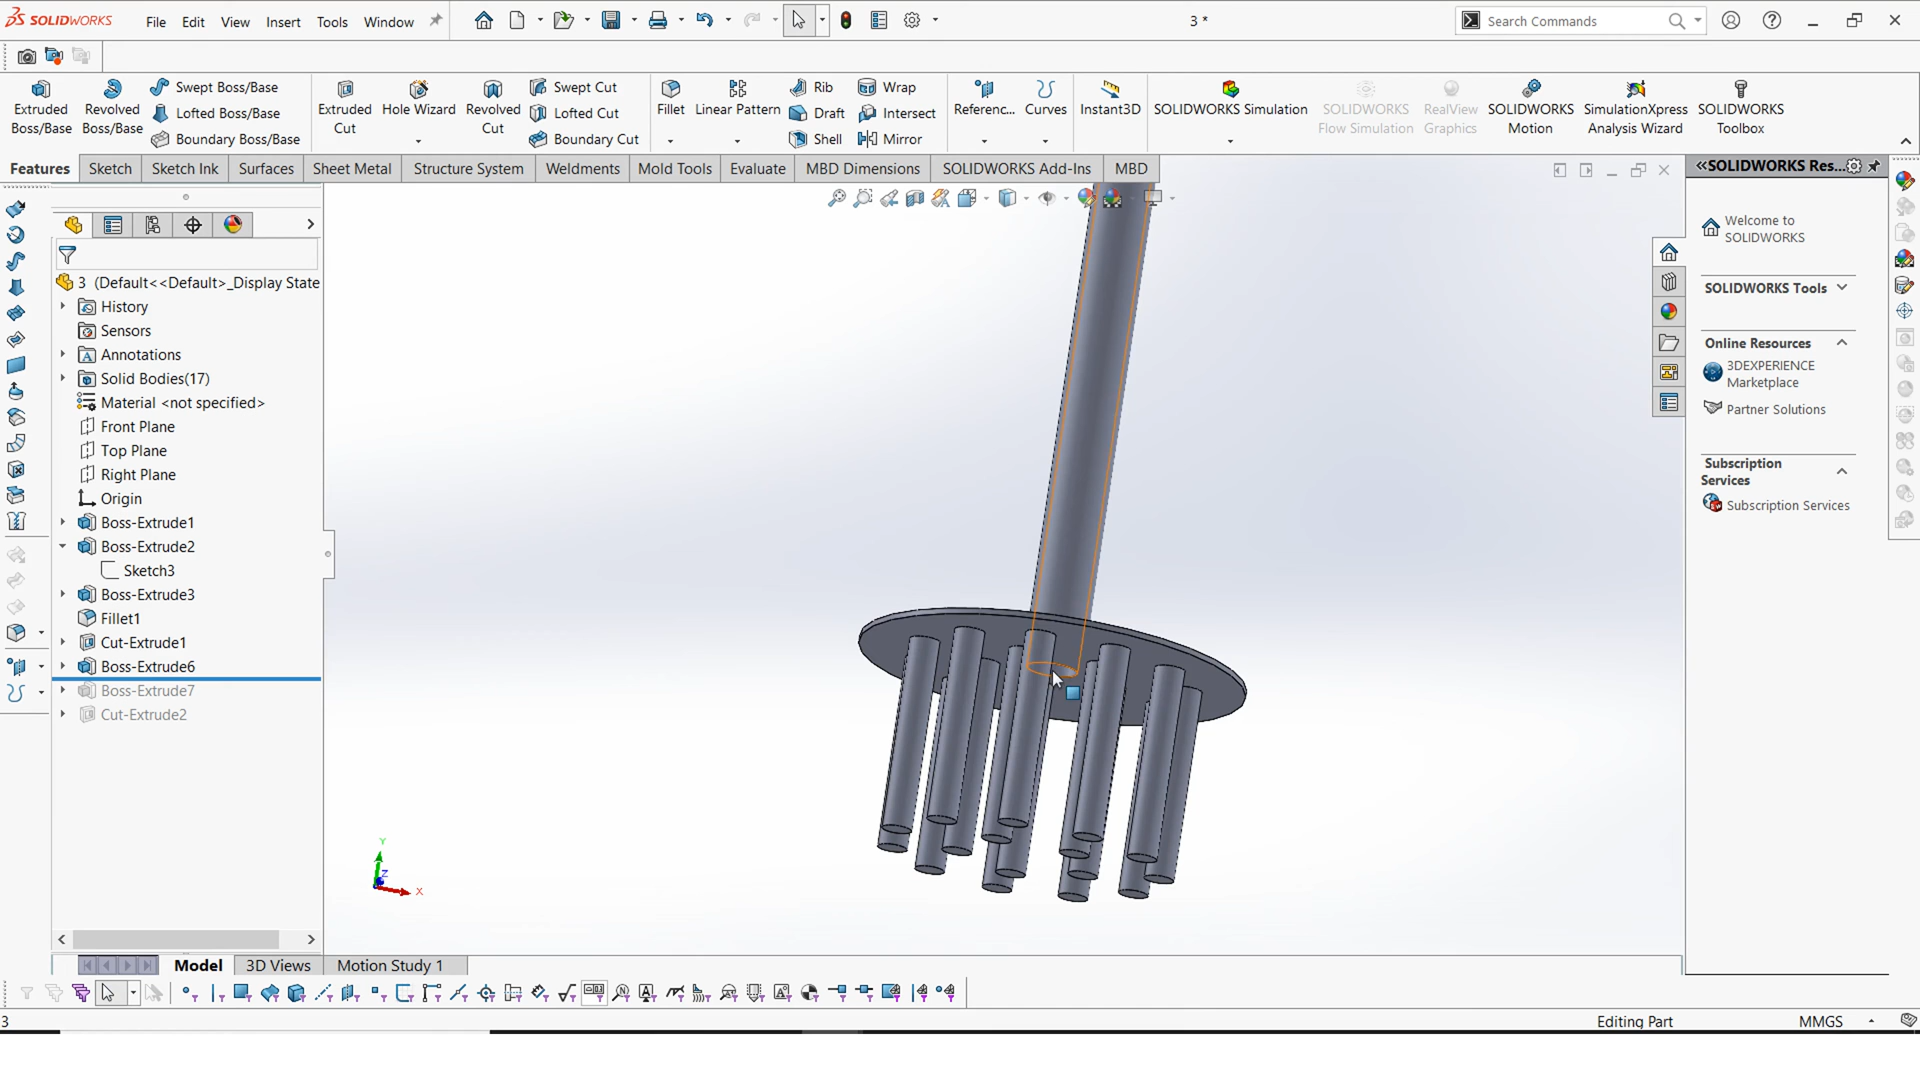 SOLIDWORKS
File
Edit
View
Insert
Tools
Window
3 *
Search Commands
Extruded
Boss/Base
Revolved
Boss/Base
Swept Boss/Base
Lofted Boss/Base
Boundary Boss/Base
Extruded
Cut
Hole Wizard
Revolved
Cut
Swept Cut
Lofted Cut
Boundary Cut
Fillet
Linear Pattern
Rib
Draft
Shell
Wrap
Intersect
Mirror
Referenc...
Curves
Instant3D
SOLIDWORKS Simulation
SOLIDWORKS
Flow Simulation
RealView
Graphics
SOLIDWORKS
Motion
SimulationXpress
Analysis Wizard
SOLIDWORKS
Toolbox
Features
Sketch
Sketch Ink
Surfaces
Sheet Metal
Structure System
Weldments
Mold Tools
Evaluate
MBD Dimensions
SOLIDWORKS Add-Ins
MBD
3 (Default<<Default>_Display State
History
Sensors
Annotations
Solid Bodies(17)
Material <not specified>
Front Plane
Top Plane
Right Plane
Origin
Boss-Extrude1
Boss-Extrude2
Sketch3
Boss-Extrude3
Fillet1
Cut-Extrude1
Boss-Extrude6
Boss-Extrude7
Cut-Extrude2
Y
Z
X
SOLIDWORKS Res...
Welcome to
SOLIDWORKS
SOLIDWORKS Tools
Online Resources
3DEXPERIENCE
Marketplace
Partner Solutions
Subscription
Services
Subscription Services
Model
3D Views
Motion Study 1
3
Editing Part
MMGS